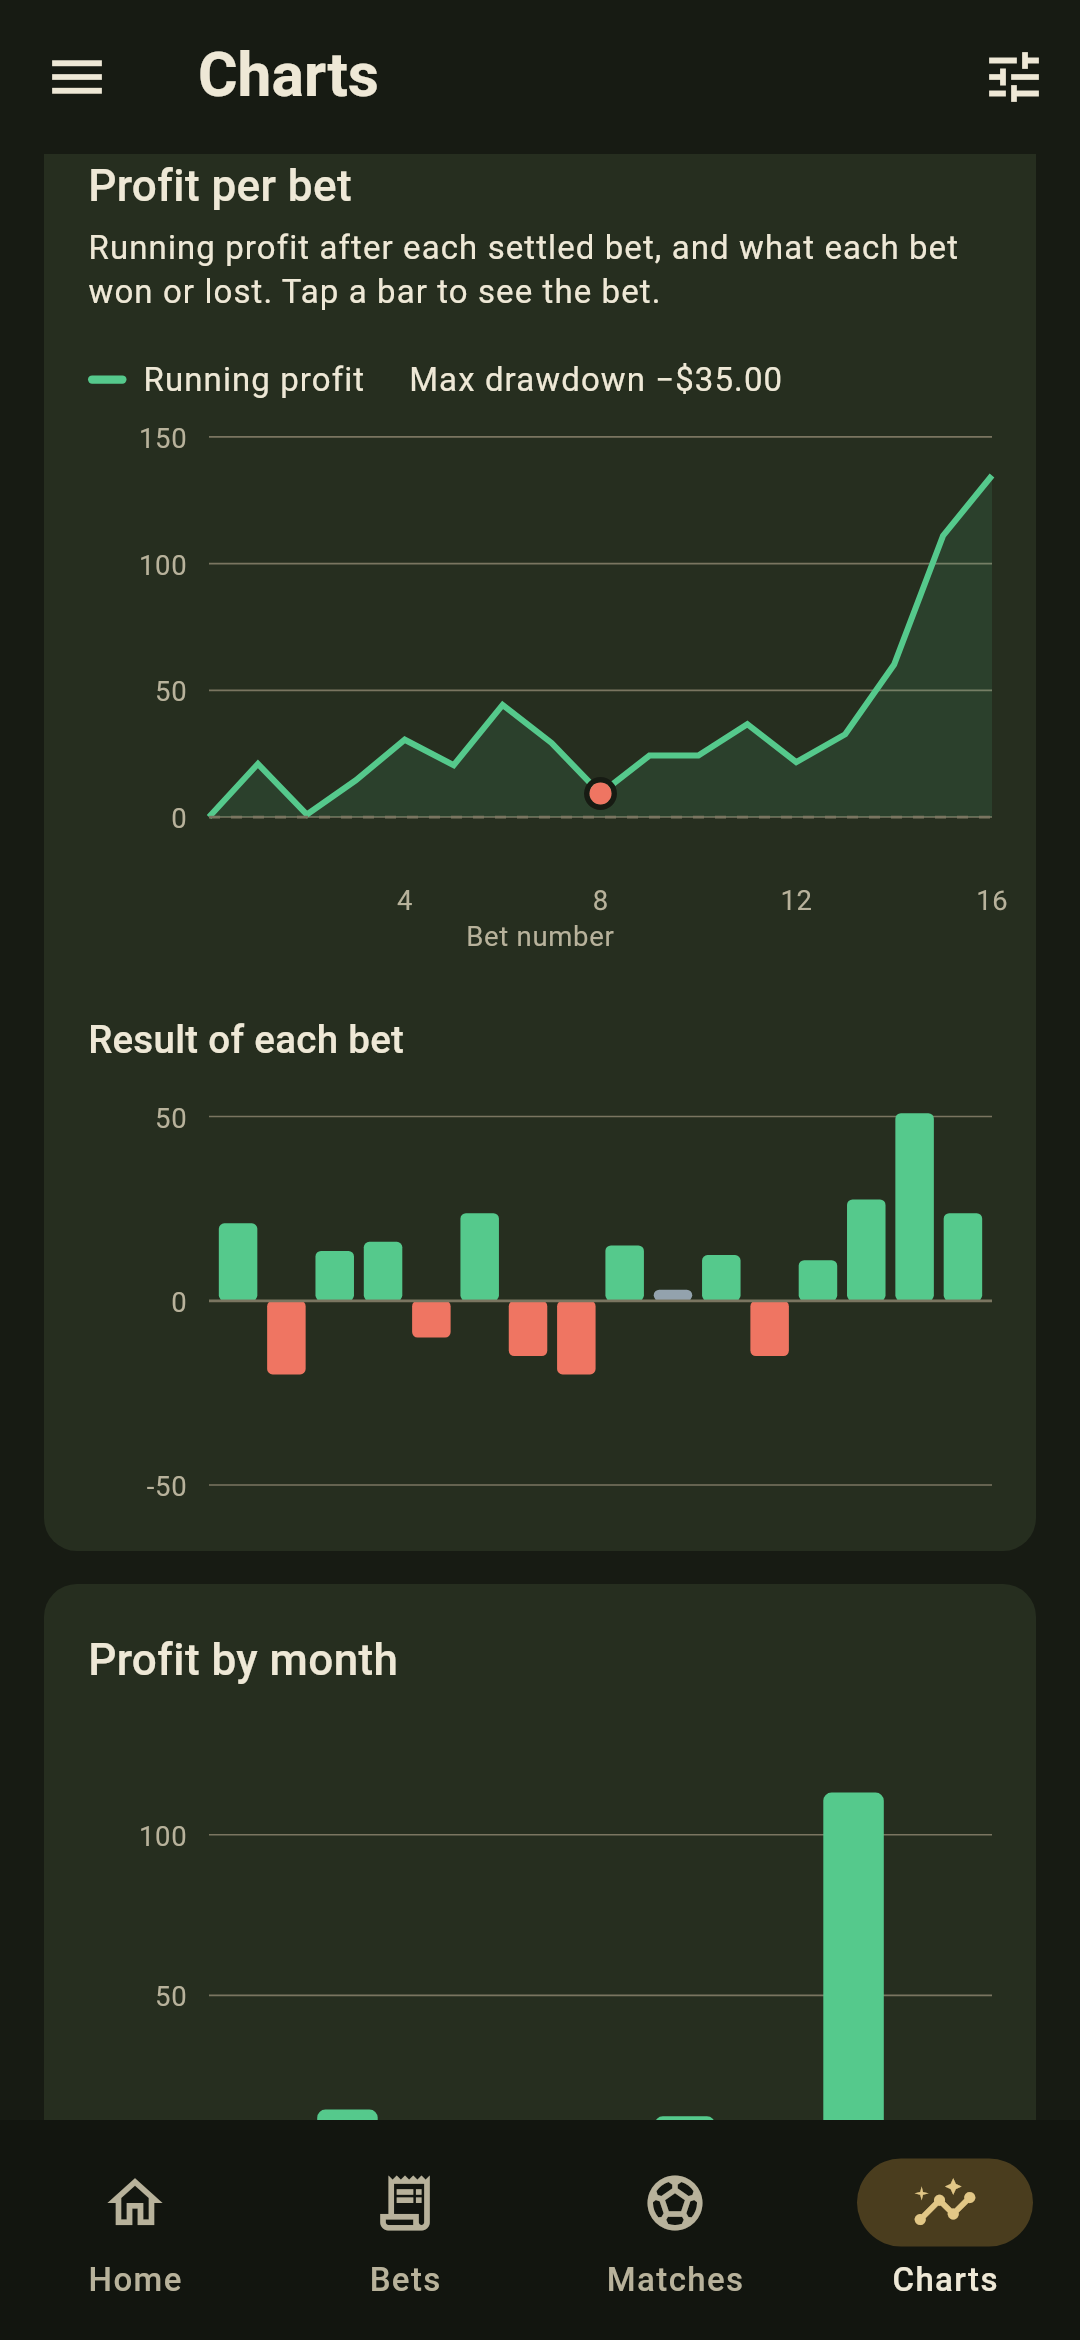 Charts
Profit per bet
Running profit after each settled bet, and what each bet
won or lost. Tap a bar to see the bet.
Running profit Max drawdown −$35.00
150
100
50
0
4 8 12 16
Bet number
Result of each bet
50
0
-50
Profit by month
100
50
Home Bets Matches Charts